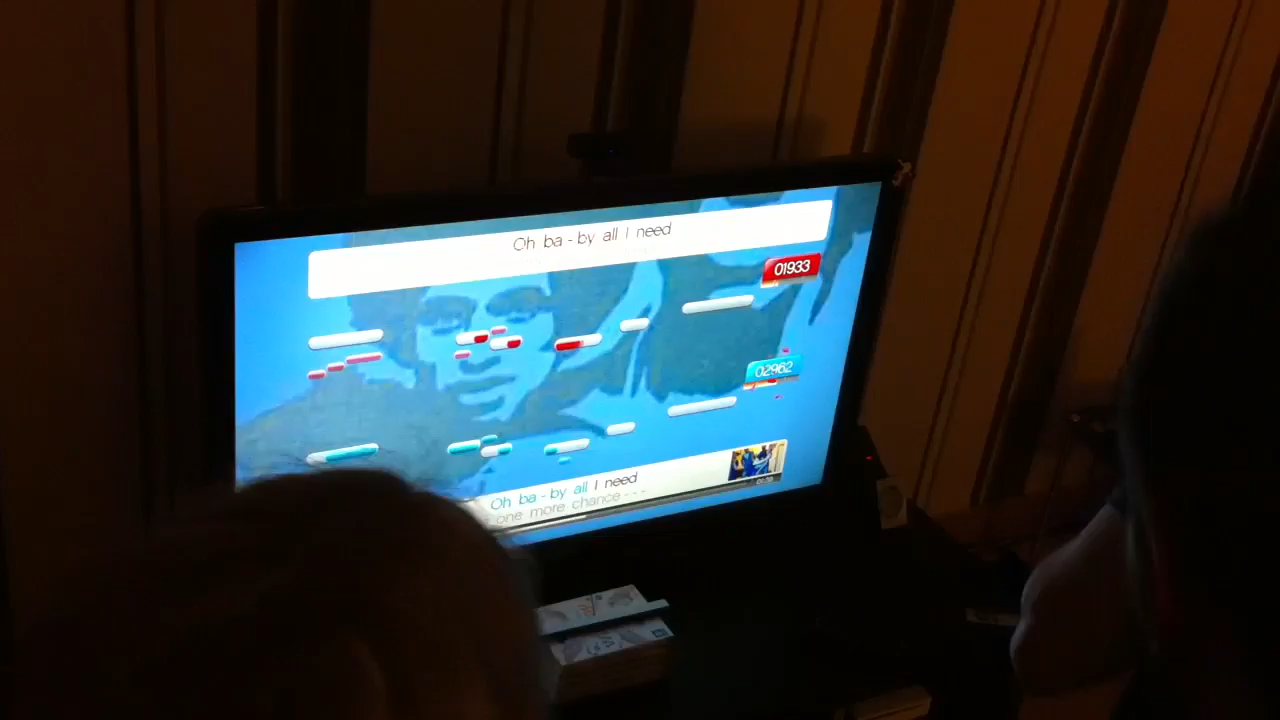 Oh ba - by all I need
01933
02962
Oh ba - by all I need
one more chance - - -